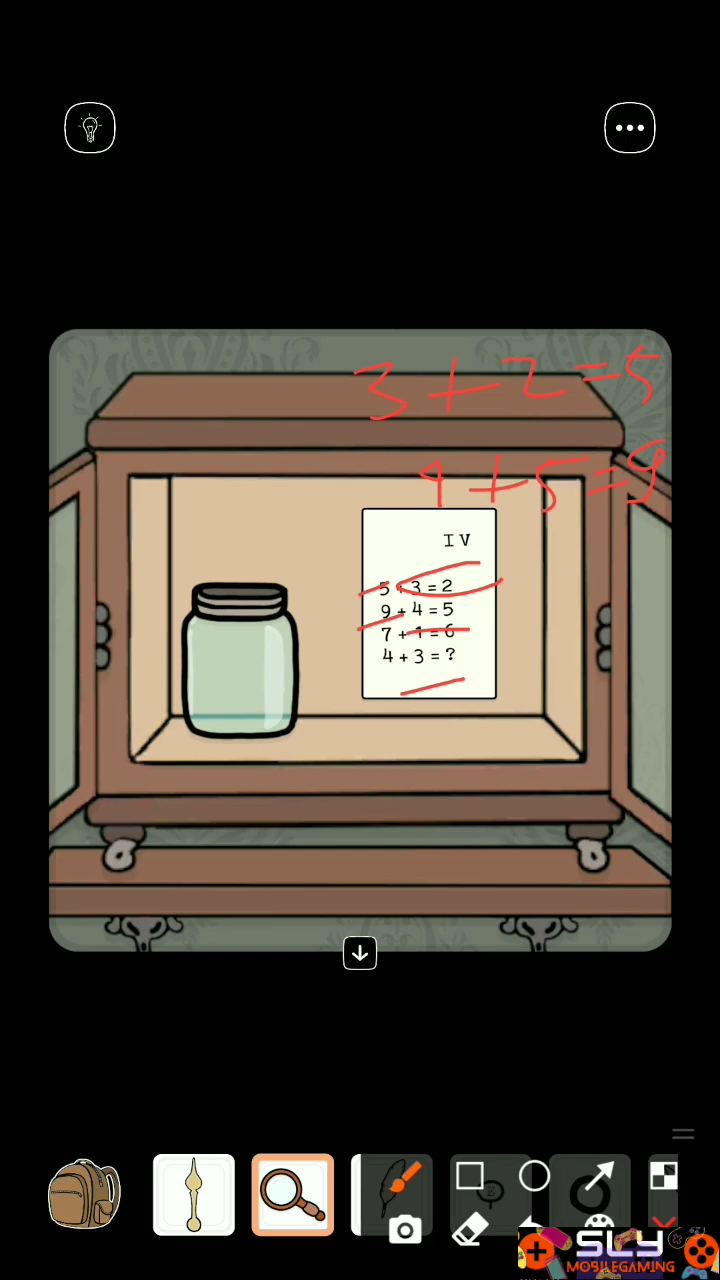 3 + 2 = 5
4 + 5 = 9
IV
5 + 3 = 2
9 + 4 = 5
7 + 1 = 6
4 + 3 = ?
SLY
MOBILEGAMING